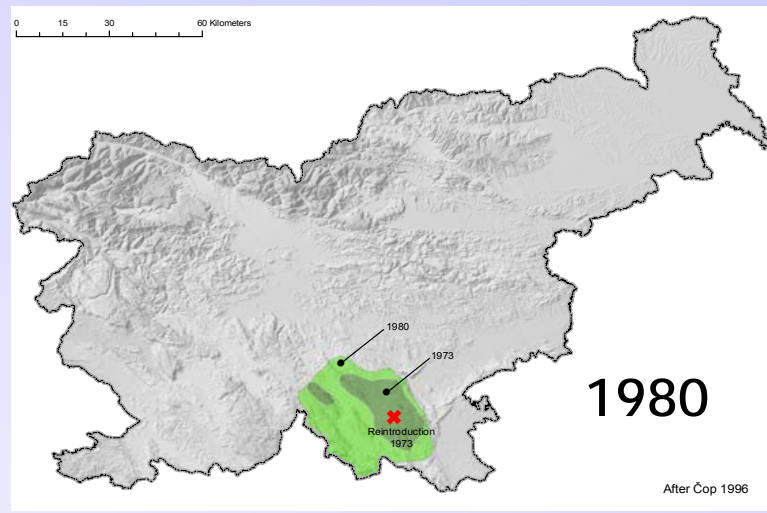 0 15 30 60 Kilometers
1980
1973
Reintroduction
1973
1980
After Čop 1996